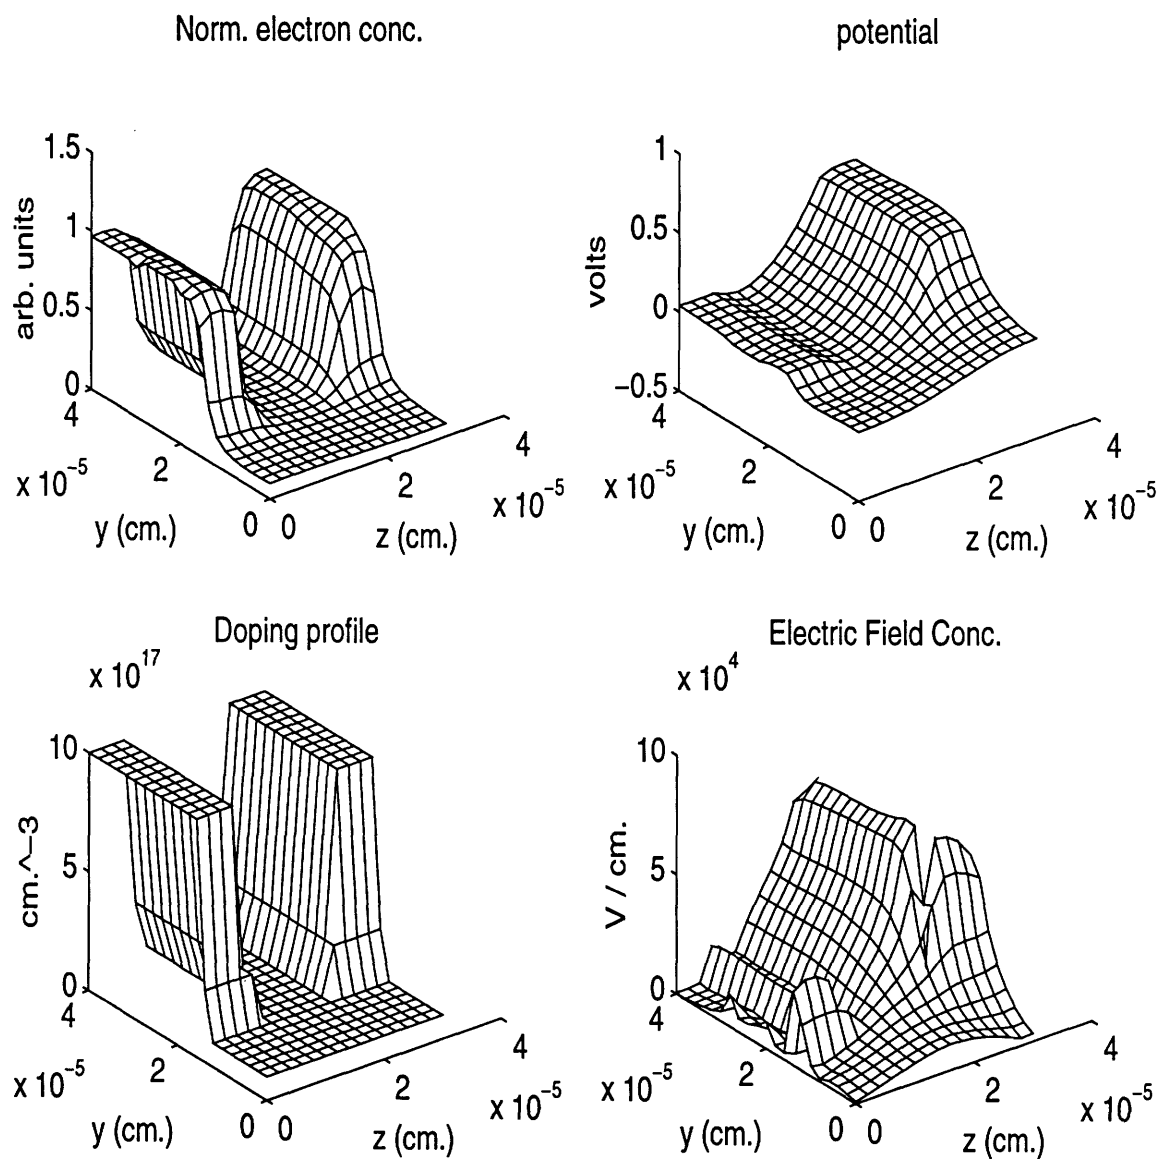 Norm. electron conc.
1.5
1
0.5
0
arb. units
4
2
0
x 10^-5
y (cm.)
0
2
4
x 10^-5
z (cm.)
potential
1
0.5
0
−0.5
volts
4
2
0
x 10^-5
y (cm.)
0
2
4
x 10^-5
z (cm.)
Doping profile
x 10^17
10
5
0
cm.^−3
4
2
0
x 10^-5
y (cm.)
0
2
4
x 10^-5
z (cm.)
Electric Field Conc.
x 10^4
10
5
0
V / cm.
4
2
0
x 10^-5
y (cm.)
0
2
4
x 10^-5
z (cm.)